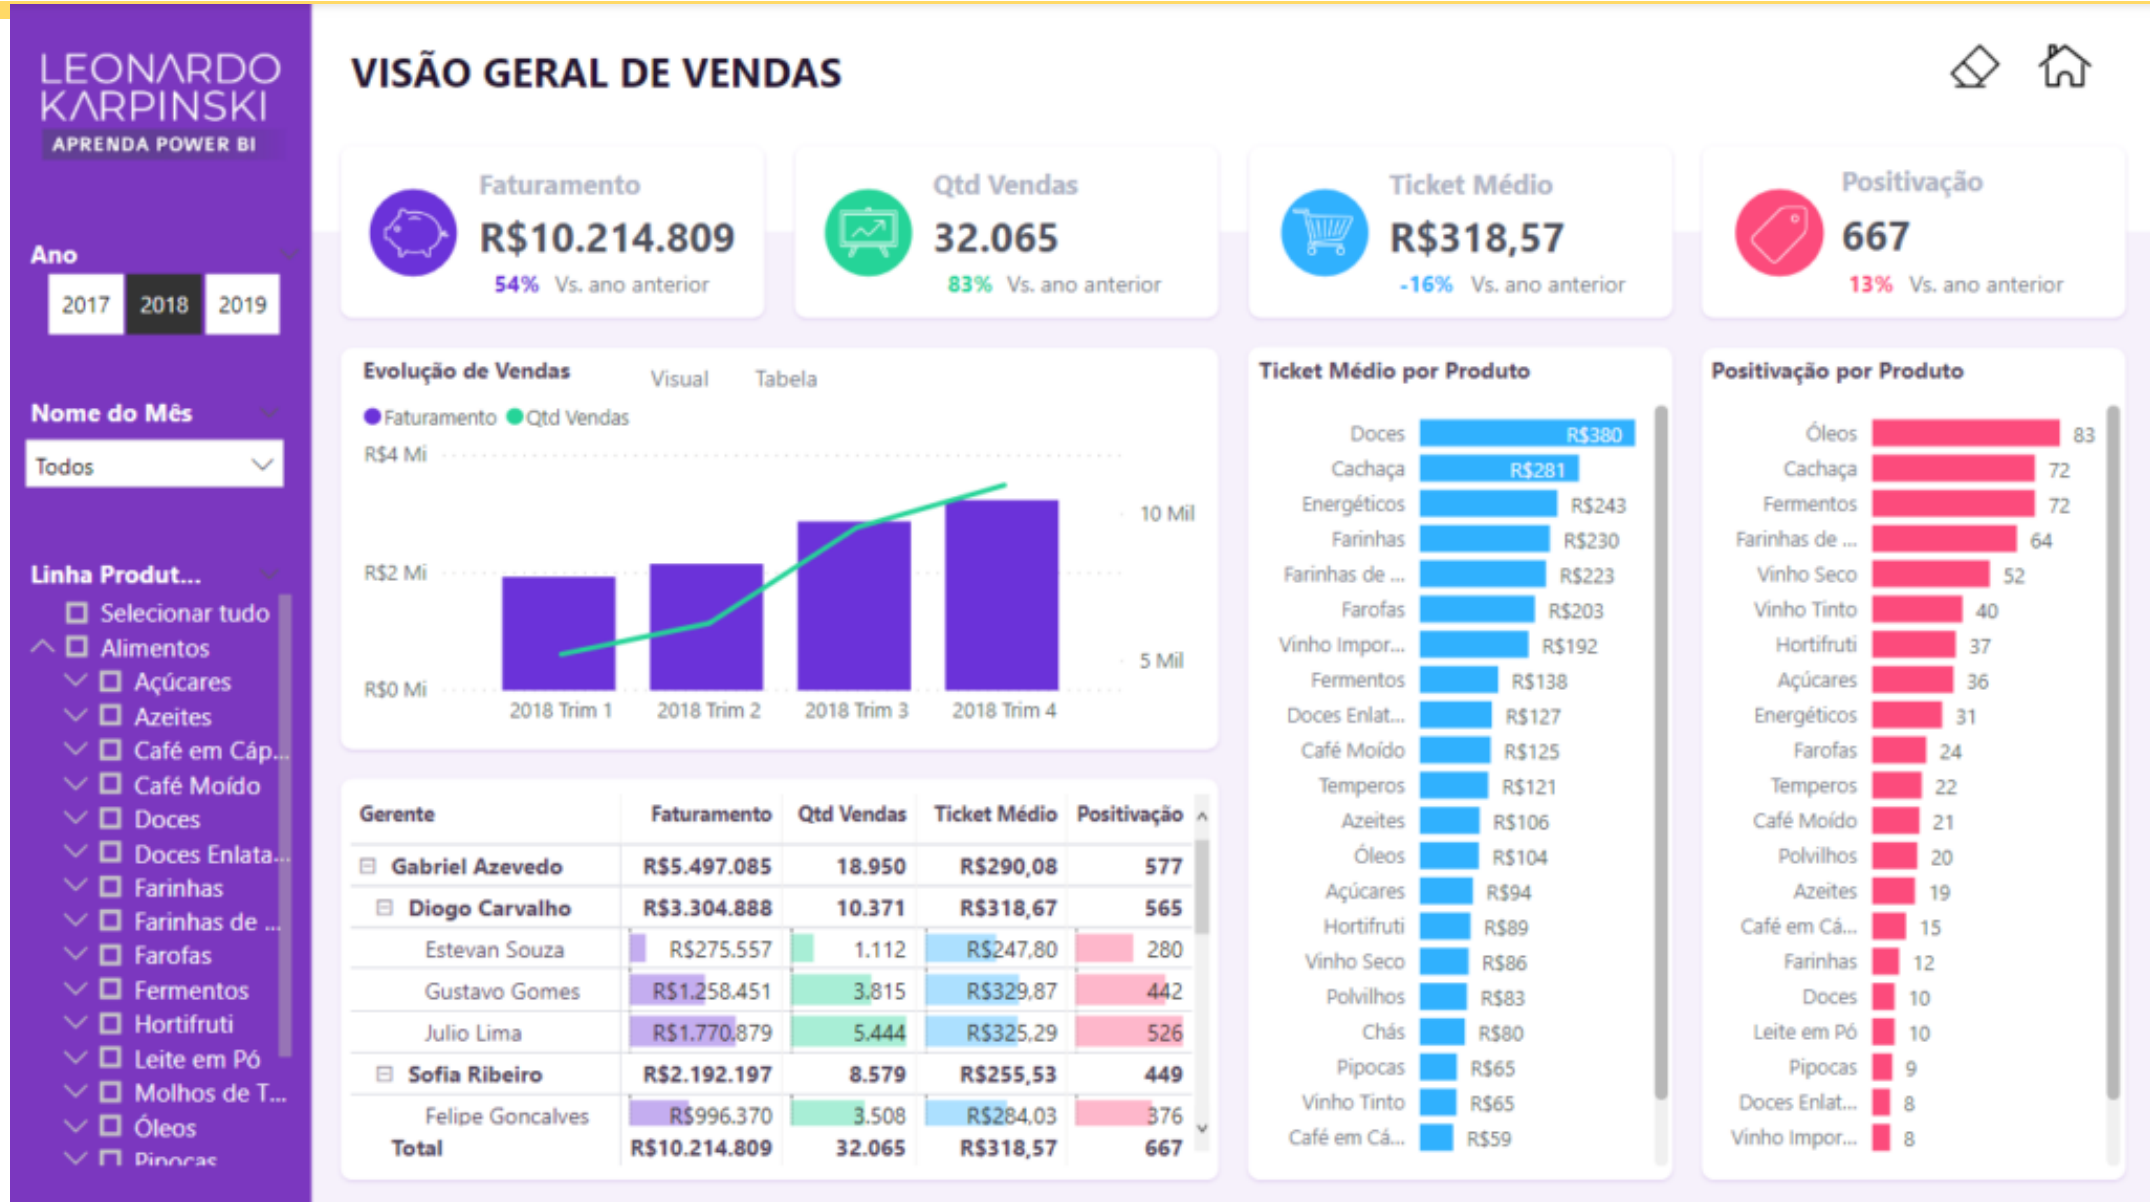 LEONARDO
KARPINSKI
APRENDA POWER BI
Ano
2017 2018 2019
Nome do Mês
Todos
Linha Produt...
Selecionar tudo
Alimentos
Açúcares
Azeites
Café em Cáp...
Café Moído
Doces
Doces Enlata...
Farinhas
Farinhas de ...
Farofas
Fermentos
Hortifruti
Leite em Pó
Molhos de T...
Óleos
Pipocas
VISÃO GERAL DE VENDAS
Faturamento
R$10.214.809
54% Vs. ano anterior
Qtd Vendas
32.065
83% Vs. ano anterior
Ticket Médio
R$318,57
-16% Vs. ano anterior
Positivação
667
13% Vs. ano anterior
Evolução de Vendas Visual Tabela
Faturamento Qtd Vendas
R$4 Mi
10 Mil
R$2 Mi
5 Mil
R$0 Mi
2018 Trim 1 2018 Trim 2 2018 Trim 3 2018 Trim 4
Gerente Faturamento Qtd Vendas Ticket Médio Positivação
Gabriel Azevedo R$5.497.085 18.950 R$290,08 577
Diogo Carvalho R$3.304.888 10.371 R$318,67 565
Estevan Souza R$275.557 1.112 R$247,80 280
Gustavo Gomes R$1.258.451 3.815 R$329,87 442
Julio Lima R$1.770.879 5.444 R$325,29 526
Sofia Ribeiro R$2.192.197 8.579 R$255,53 449
Felipe Goncalves R$996.370 3.508 R$284,03 376
Total R$10.214.809 32.065 R$318,57 667
Ticket Médio por Produto
Doces R$380
Cachaça R$281
Energéticos R$243
Farinhas R$230
Farinhas de ... R$223
Farofas R$203
Vinho Impor... R$192
Fermentos R$138
Doces Enlat... R$127
Café Moído R$125
Temperos R$121
Azeites R$106
Óleos R$104
Açúcares R$94
Hortifruti R$89
Vinho Seco R$86
Polvilhos R$83
Chás R$80
Pipocas R$65
Vinho Tinto R$65
Café em Cá... R$59
Positivação por Produto
Óleos 83
Cachaça 72
Fermentos 72
Farinhas de ... 64
Vinho Seco 52
Vinho Tinto 40
Hortifruti 37
Açúcares 36
Energéticos 31
Farofas 24
Temperos 22
Café Moído 21
Polvilhos 20
Azeites 19
Café em Cá... 15
Farinhas 12
Doces 10
Leite em Pó 10
Pipocas 9
Doces Enlat... 8
Vinho Impor... 8